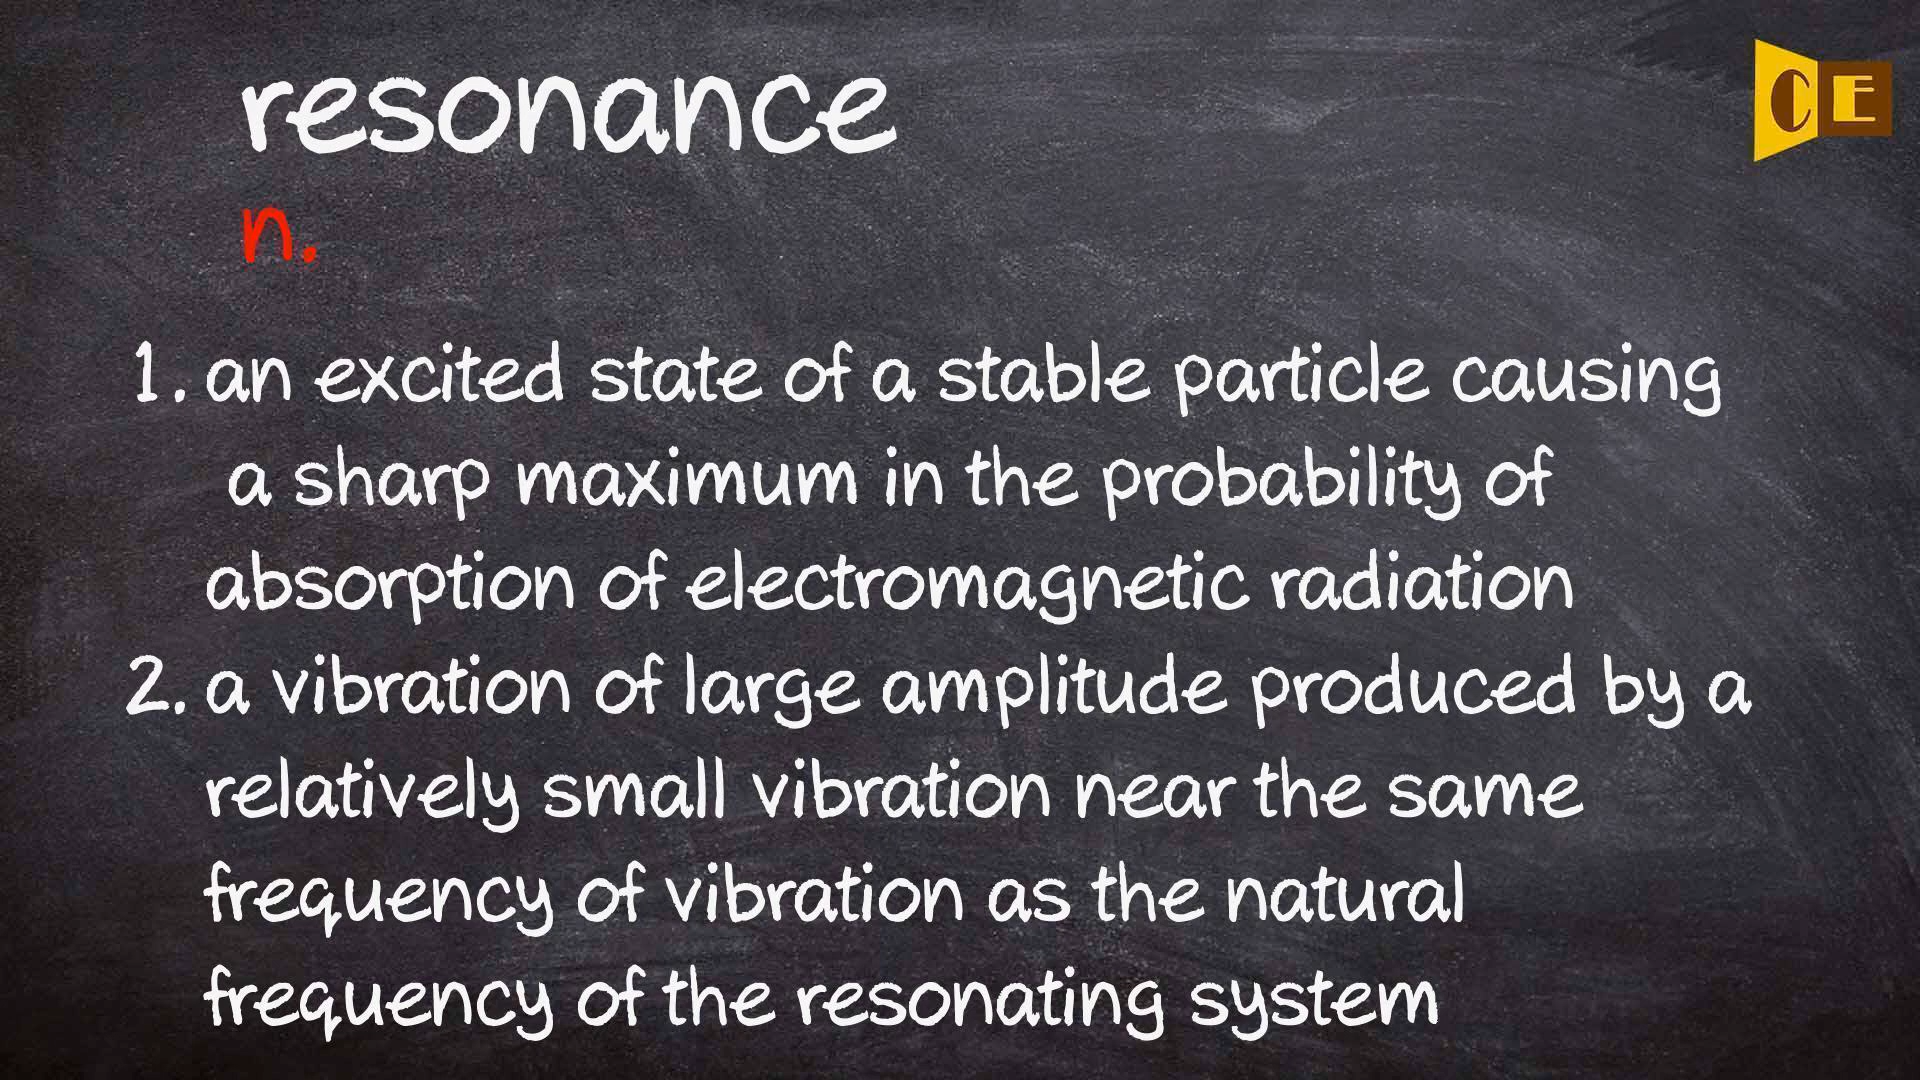 resonance
CE
n.
1. an excited state of a stable particle causing
a sharp maximum in the probability of
absorption of electromagnetic radiation
2. a vibration of large amplitude produced by a
relatively small vibration near the same
frequency of vibration as the natural
frequency of the resonating system